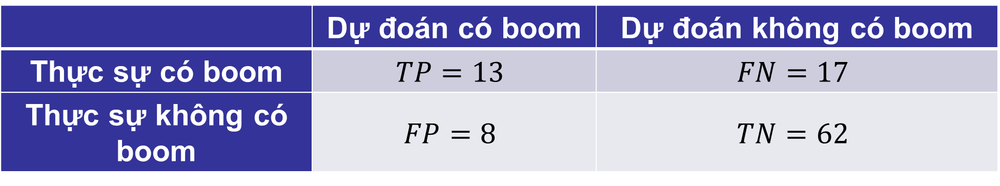 Dự đoán có boom
Dự đoán không có boom
Thực sự có boom
TP = 13
FN = 17
Thực sự không có
boom
FP = 8
TN = 62